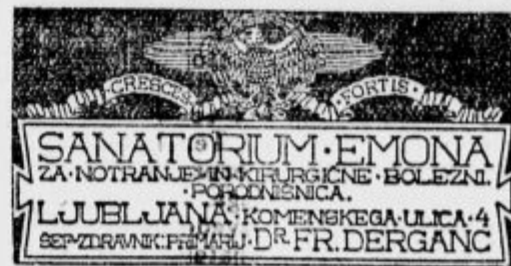 CRESCES FORTIS
SANATORIUM · EMONA
ZA · NOTRANJE · IN · KIRURGIČNE · BOLEZNI.
· PORODNIŠNICA.
LJUBLJANA · KOMENSKEGA · ULICA · 4
ŠEF-ZDRAVNIK: PRIMARIJ · DR. FR. DERGANC